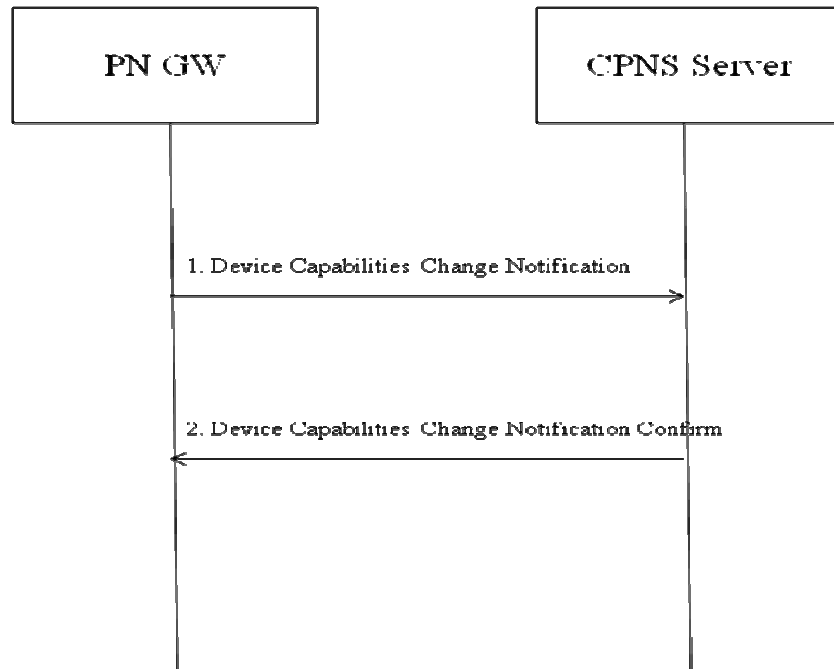 PN GW
CPNS Server
1. Device Capabilities Change Notification
2. Device Capabilities Change Notification Confirm